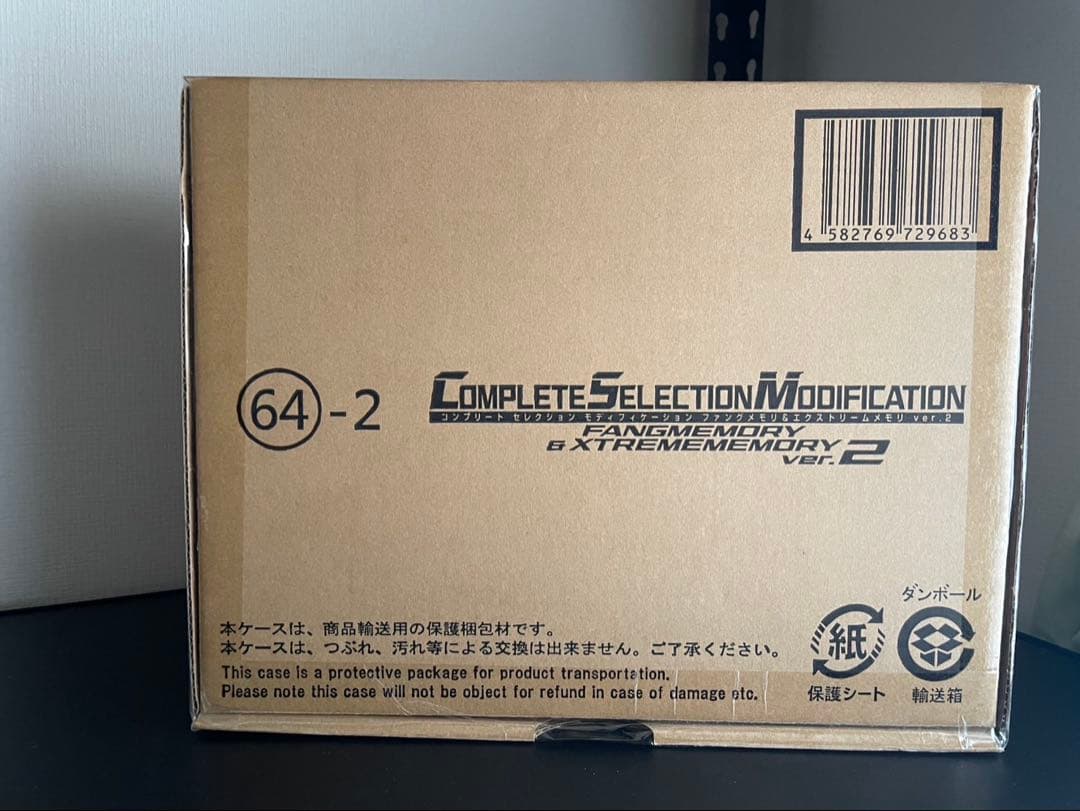 4 582769 729683
64-2
COMPLETE SELECTION MODIFICATION
コンプリート セレクション モディフィケーション ファングメモリ&エクストリームメモリ ver.2
FANGMEMORY
& XTREMEMEMORY
ver.2
ダンボール
紙
保護シート
輸送箱
本ケースは、商品輸送用の保護梱包材です。
本ケースは、つぶれ、汚れ等による交換は出来ません。ご了承ください。
This case is a protective package for product transportation.
Please note this case will not be object for refund in case of damage etc.